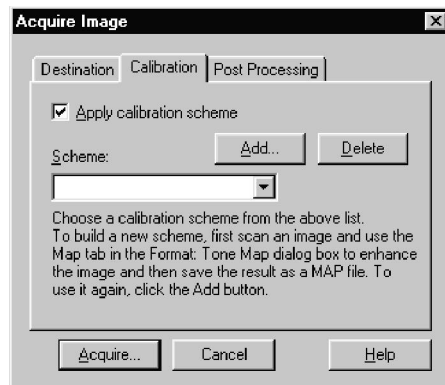 Acquire Image
Destination Calibration Post Processing
Apply calibration scheme
Add... Delete
Scheme:
Choose a calibration scheme from the above list.
To build a new scheme, first scan an image and use the
Map tab in the Format: Tone Map dialog box to enhance
the image and then save the result as a MAP file. To
use it again, click the Add button.
Acquire... Cancel Help